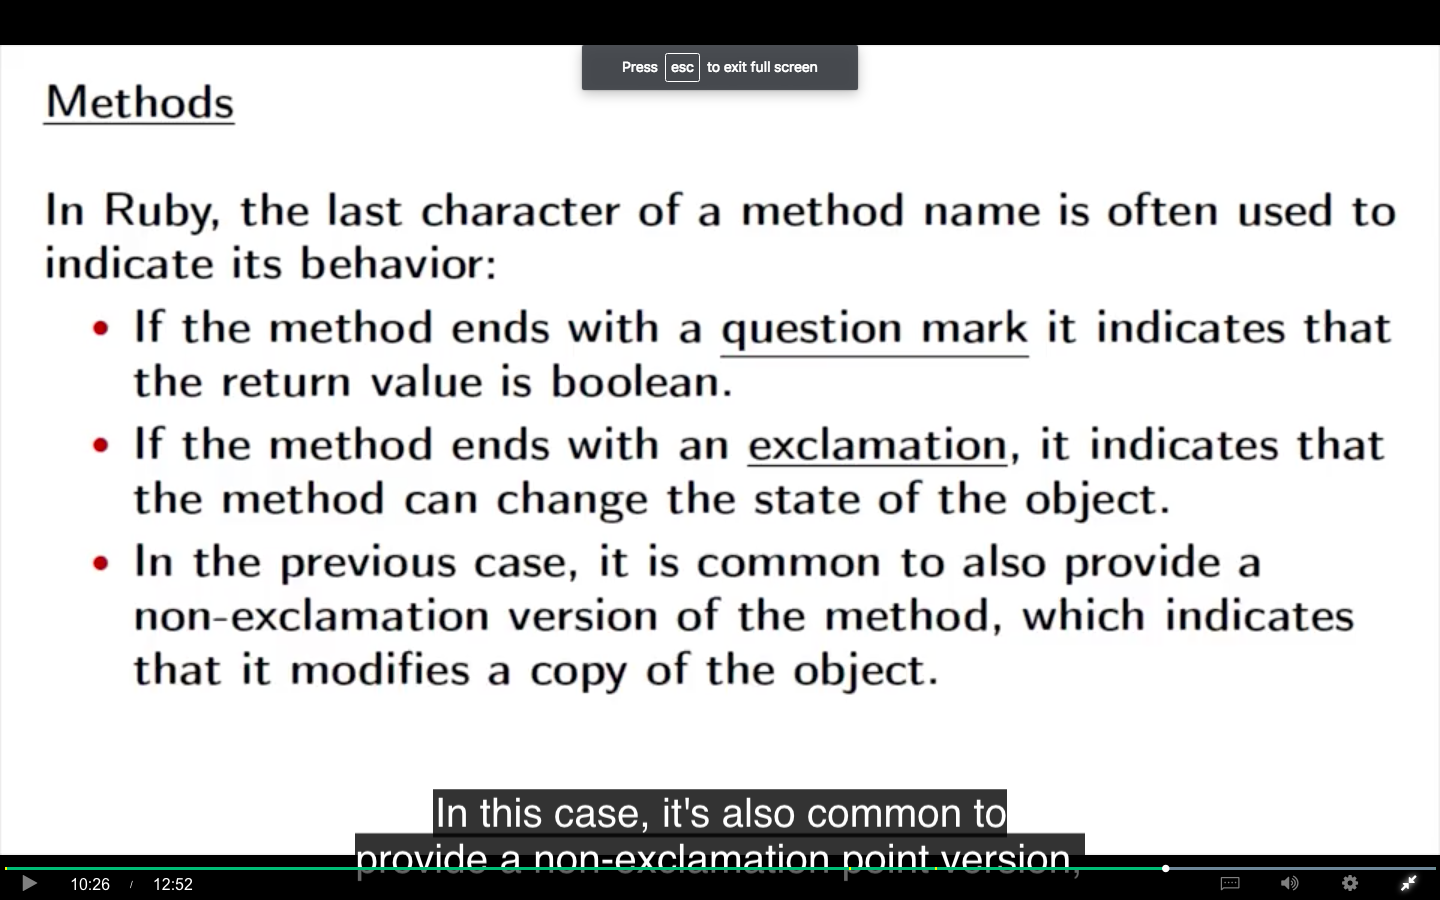 Press esc to exit full screen
Methods
In Ruby, the last character of a method name is often used to
indicate its behavior:
• If the method ends with a question mark it indicates that
the return value is boolean.
• If the method ends with an exclamation, it indicates that
the method can change the state of the object.
• In the previous case, it is common to also provide a
non-exclamation version of the method, which indicates
that it modifies a copy of the object.
In this case, it's also common to
provide a non-exclamation point version,
10:26 / 12:52